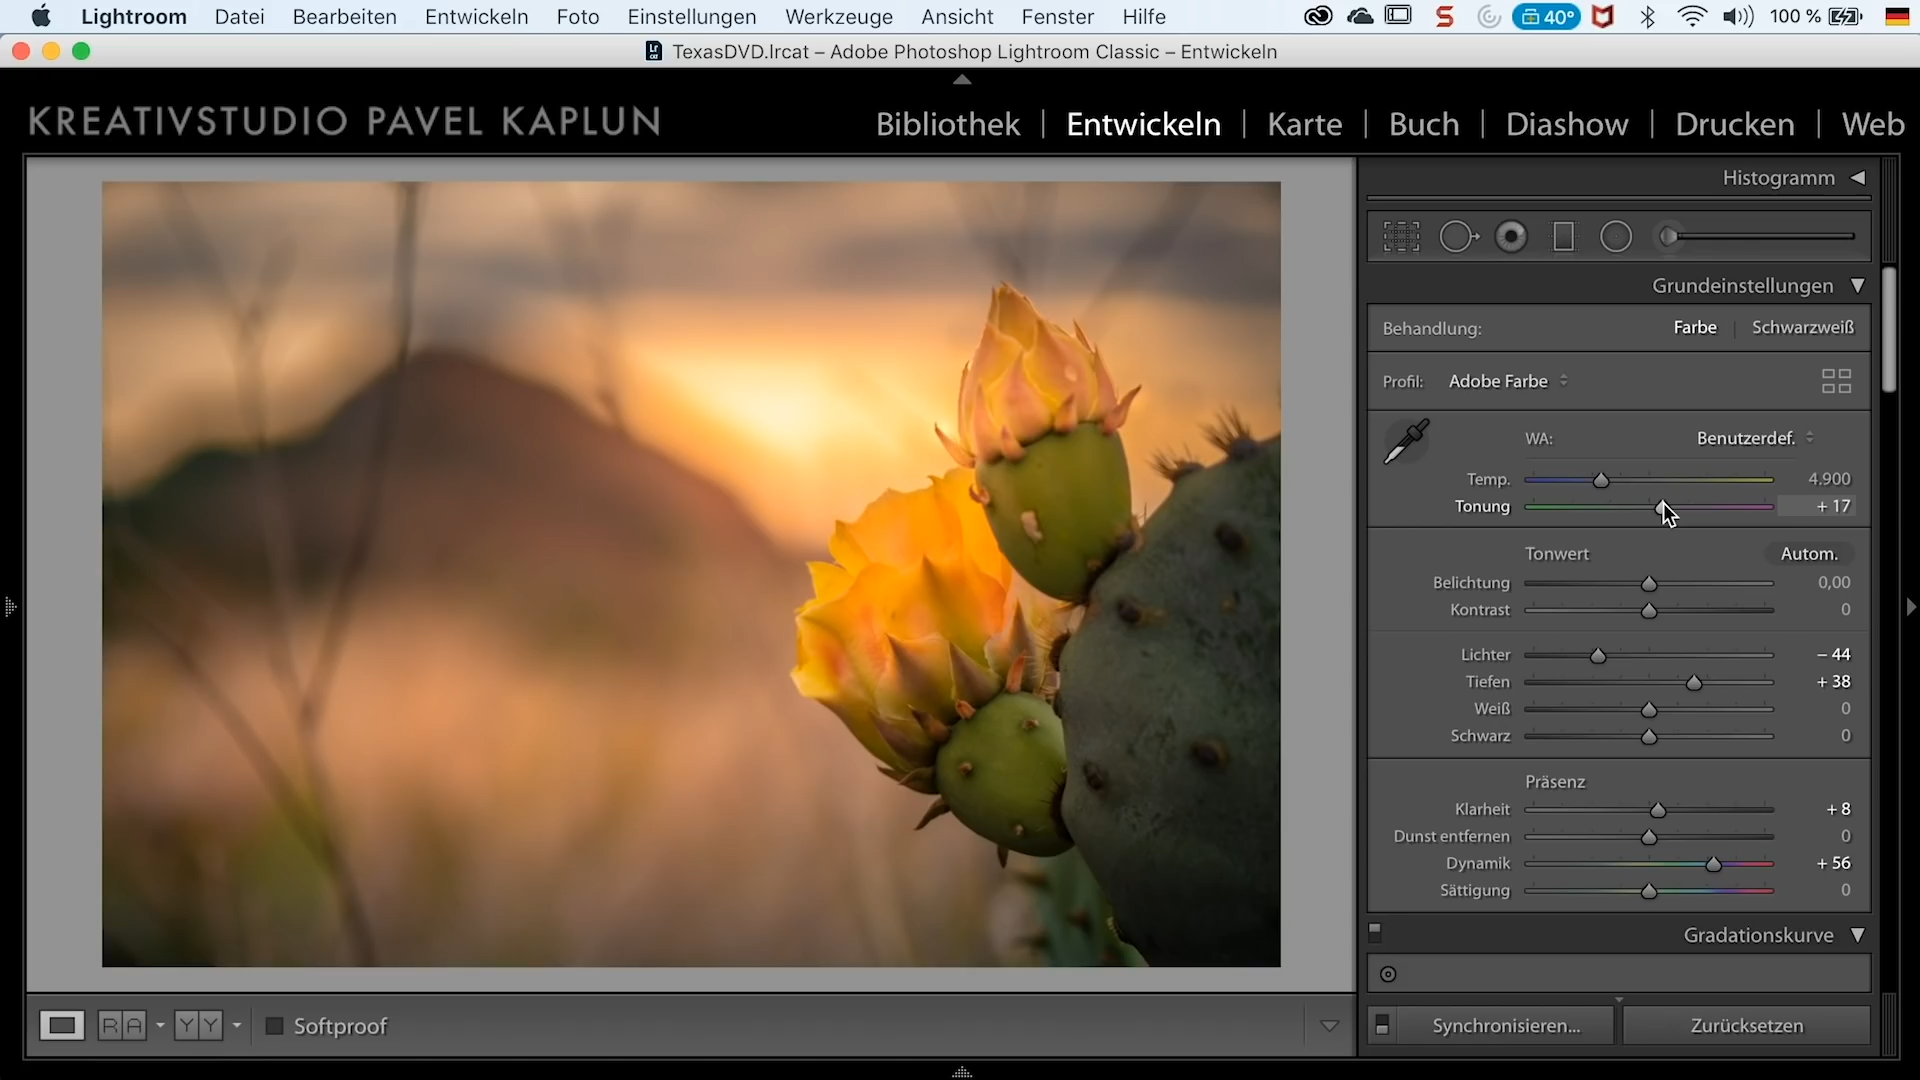 Lightroom Datei Bearbeiten Entwickeln Foto Einstellungen Werkzeuge Ansicht Fenster Hilfe 40° 100 %
TexasDVD.lrcat – Adobe Photoshop Lightroom Classic – Entwickeln
KREATIVSTUDIO PAVEL KAPLUN
Bibliothek | Entwickeln | Karte | Buch | Diashow | Drucken | Web
Histogramm
Grundeinstellungen
Behandlung: Farbe | Schwarzweiß
Profil: Adobe Farbe
WA: Benutzerdef.
Temp. 4.900
Tonung + 17
Tonwert Autom.
Belichtung 0,00
Kontrast 0
Lichter – 44
Tiefen + 38
Weiß 0
Schwarz 0
Präsenz
Klarheit + 8
Dunst entfernen 0
Dynamik + 56
Sättigung 0
Gradationskurve
R A Y Y Softproof
Synchronisieren... Zurücksetzen